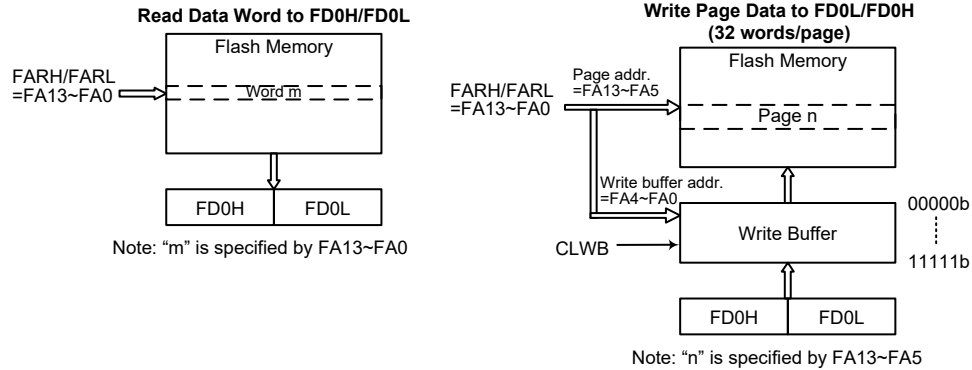 Read Data Word to FD0H/FD0L
Flash Memory
FARH/FARL
=FA13~FA0
Word m
FD0H
FD0L
Note: “m” is specified by FA13~FA0
Write Page Data to FD0L/FD0H
(32 words/page)
Flash Memory
FARH/FARL
=FA13~FA0
Page addr.
=FA13~FA5
Page n
Write buffer addr.
=FA4~FA0
CLWB
Write Buffer
00000b
11111b
FD0H
FD0L
Note: “n” is specified by FA13~FA5